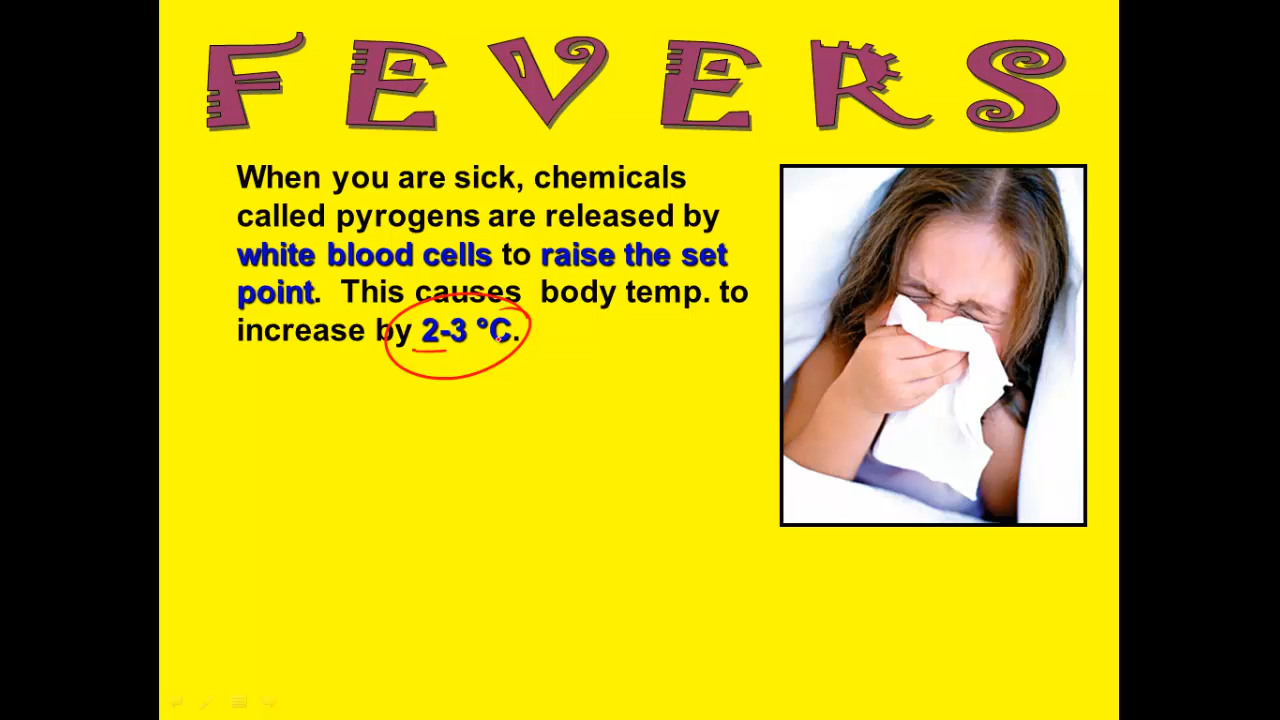 FEVERS
When you are sick, chemicals
called pyrogens are released by
white blood cells to raise the set
point. This causes body temp. to
increase by 2-3 °C.